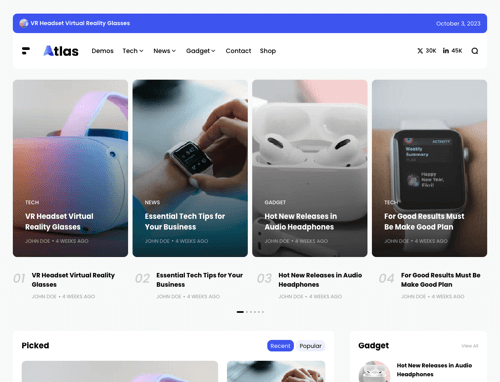 VR Headset Virtual Reality Glasses
October 3, 2023
Atlas
Demos Tech News Gadget Contact Shop
30K 45K
TECH
VR Headset Virtual
Reality Glasses
JOHN DOE • 4 WEEKS AGO
NEWS
Essential Tech Tips for
Your Business
JOHN DOE • 4 WEEKS AGO
GADGET
Hot New Releases in
Audio Headphones
JOHN DOE • 4 WEEKS AGO
ACTIVITY
Weekly
Summary
Happy
New Year,
TECH
For Good Results Must
Be Make Good Plan
JOHN DOE • 4 WEEKS AGO
01
VR Headset Virtual Reality
Glasses
JOHN DOE • 4 WEEKS AGO
02
Essential Tech Tips for Your
Business
JOHN DOE • 4 WEEKS AGO
03
Hot New Releases in Audio
Headphones
JOHN DOE • 4 WEEKS AGO
04
For Good Results Must Be
Make Good Plan
JOHN DOE • 4 WEEKS AGO
Picked
Recent Popular
Gadget
View All
Hot New Releases in Audio
Headphones